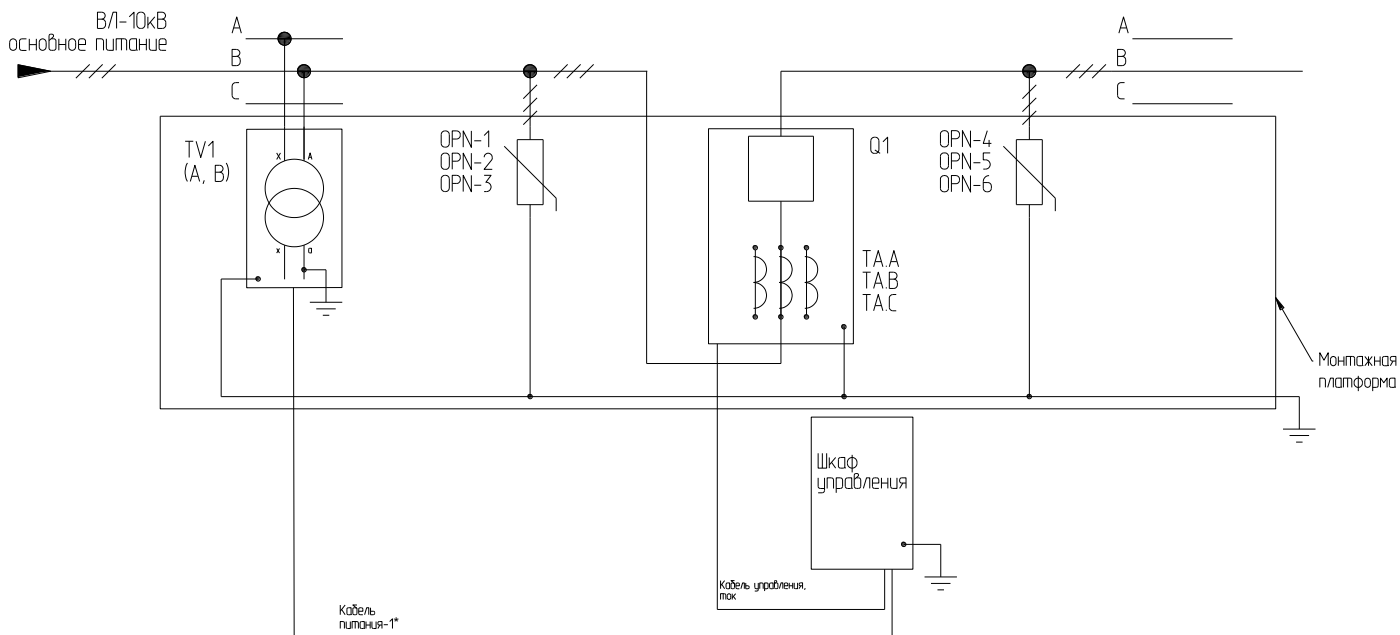 ВЛ-10кВ
основное питание
A
B
C
A
B
C
TV1
(A, B)
X
A
x
a
OPN-1
OPN-2
OPN-3
Q1
OPN-4
OPN-5
OPN-6
TA.A
TA.B
TA.C
Монтажная
платформа
Шкаф
управления
Кабель управления,
ток
Кабель
питания-1*